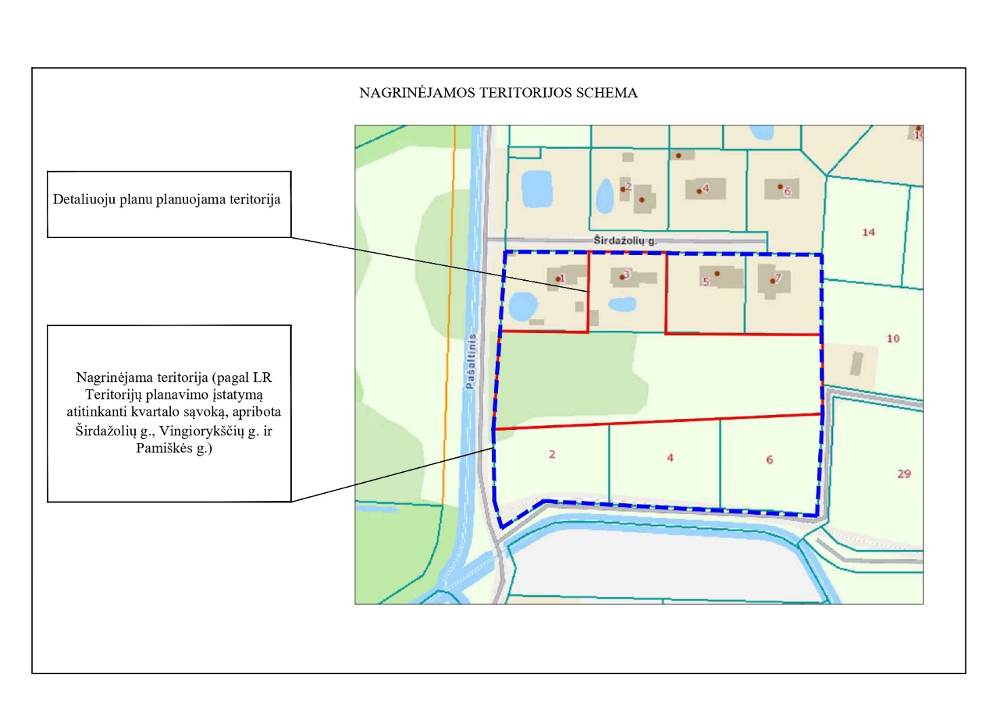 NAGRINĖJAMOS TERITORIJOS SCHEMA
Detaliuoju planu planuojama teritorija
Nagrinėjama teritorija (pagal LR
Teritorijų planavimo įstatymą
atitinkanti kvartalo sąvoką, apribota
Širdažolių g., Vingiorykščių g. ir
Pamiškės g.)
10
2
4
6
14
Širdažolių g.
1
3
5
7
10
Pašaltinis
2
4
6
29